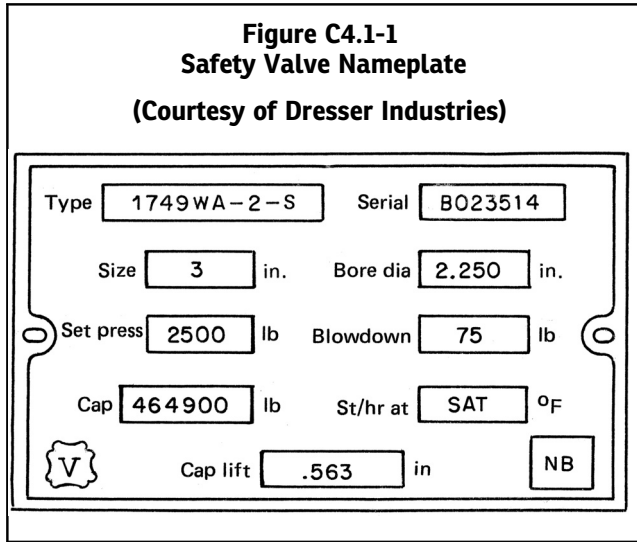 Figure C4.1-1
Safety Valve Nameplate
(Courtesy of Dresser Industries)
Type 1749WA-2-S Serial BO23514
Size 3 in. Bore dia 2.250 in.
Set press 2500 lb Blowdown 75 lb
Cap 464900 lb St/hr at SAT ºF
V Cap lift .563 in NB